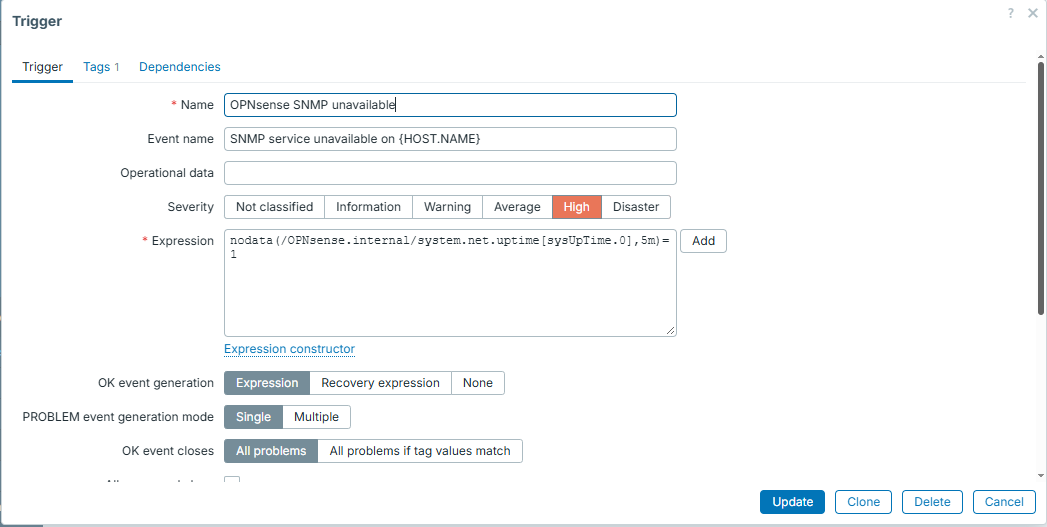 Trigger
? ×
Trigger Tags 1 Dependencies
* Name OPNsense SNMP unavailable
Event name SNMP service unavailable on {HOST.NAME}
Operational data
Severity Not classified Information Warning Average High Disaster
* Expression nodata(/OPNsense.internal/system.net.uptime[sysUpTime.0],5m)= Add
1
Expression constructor
OK event generation Expression Recovery expression None
PROBLEM event generation mode Single Multiple
OK event closes All problems All problems if tag values match
Update Clone Delete Cancel